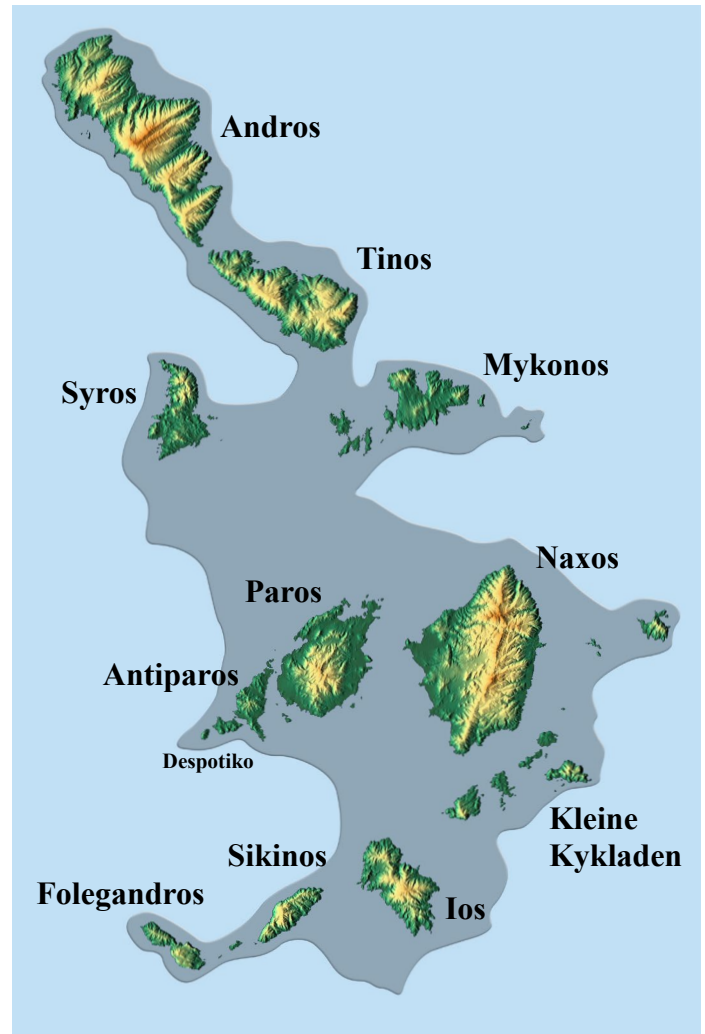 Andros
Tinos
Mykonos
Syros
Naxos
Paros
Antiparos
Despotiko
Kleine
Kykladen
Sikinos
Folegandros
Ios